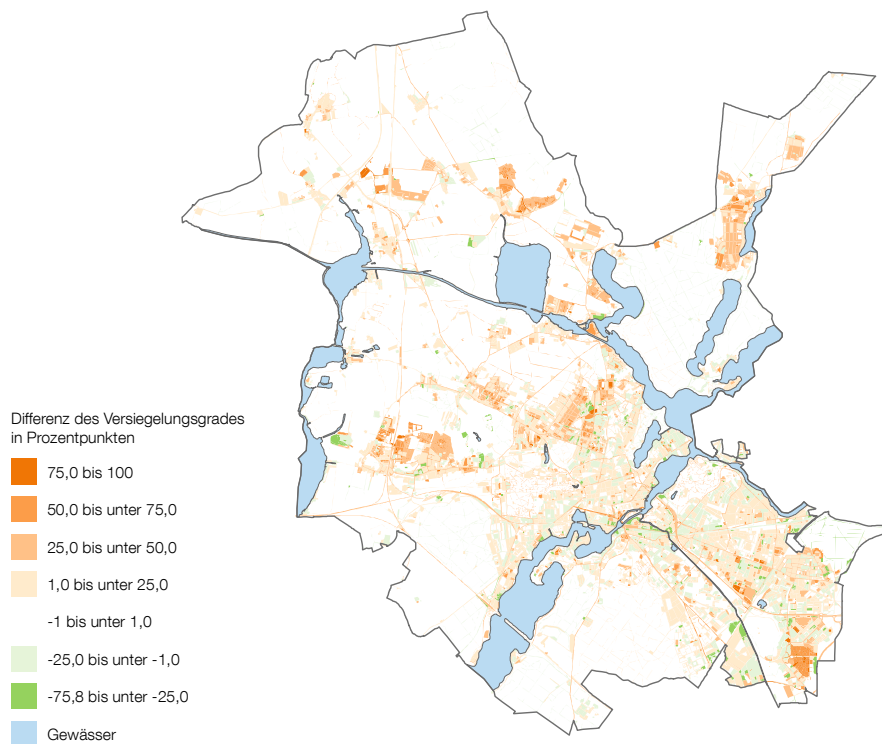 Differenz des Versiegelungsgrades
in Prozentpunkten
75,0 bis 100
50,0 bis unter 75,0
25,0 bis unter 50,0
1,0 bis unter 25,0
-1 bis unter 1,0
-25,0 bis unter -1,0
-75,8 bis unter -25,0
Gewässer